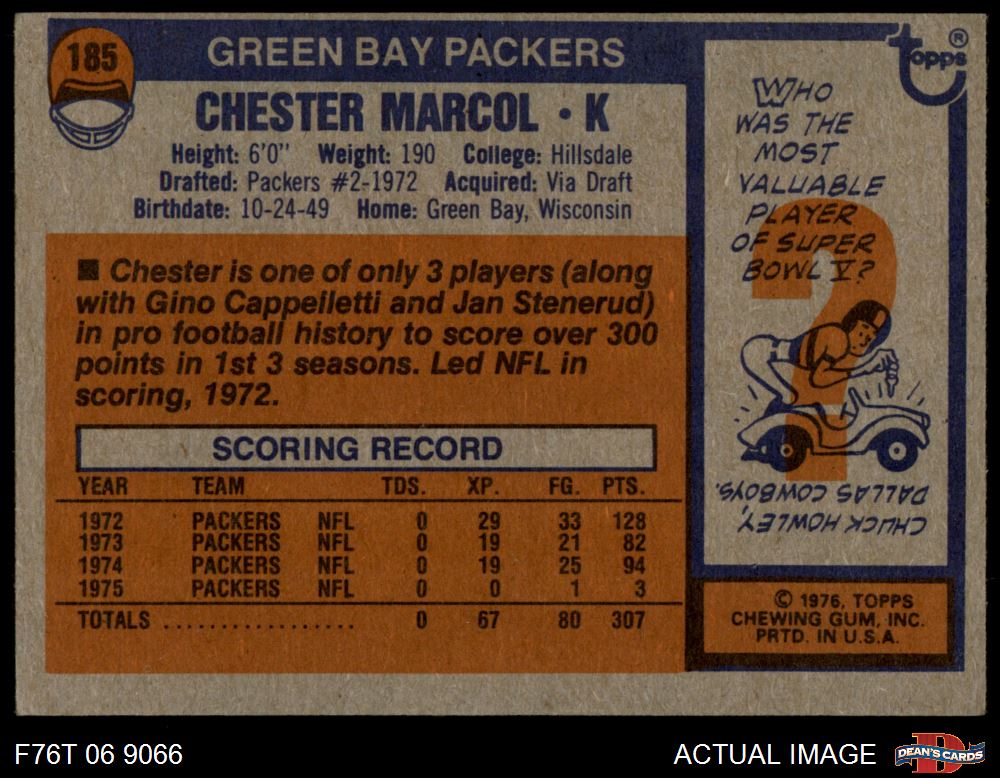 185
GREEN BAY PACKERS
CHESTER MARCOL • K
Height: 6'0" Weight: 190 College: Hillsdale
Drafted: Packers #2-1972 Acquired: Via Draft
Birthdate: 10-24-49 Home: Green Bay, Wisconsin
■ Chester is one of only 3 players (along
with Gino Cappelletti and Jan Stenerud)
in pro football history to score over 300
points in 1st 3 seasons. Led NFL in
scoring, 1972.
SCORING RECORD
YEAR TEAM TDS. XP. FG. PTS.
1972 PACKERS NFL 0 29 33 128
1973 PACKERS NFL 0 19 21 82
1974 PACKERS NFL 0 19 25 94
1975 PACKERS NFL 0 0 1 3
TOTALS ................. 0 67 80 307
topps®
WHO
WAS THE
MOST
VALUABLE
PLAYER
OF SUPER
BOWL V?
CHUCK HOWLEY,
DALLAS COWBOYS.
© 1976, TOPPS
CHEWING GUM, INC.
PRTD. IN U.S.A.
F76T 06 9066
ACTUAL IMAGE
DEAN'S CARDS